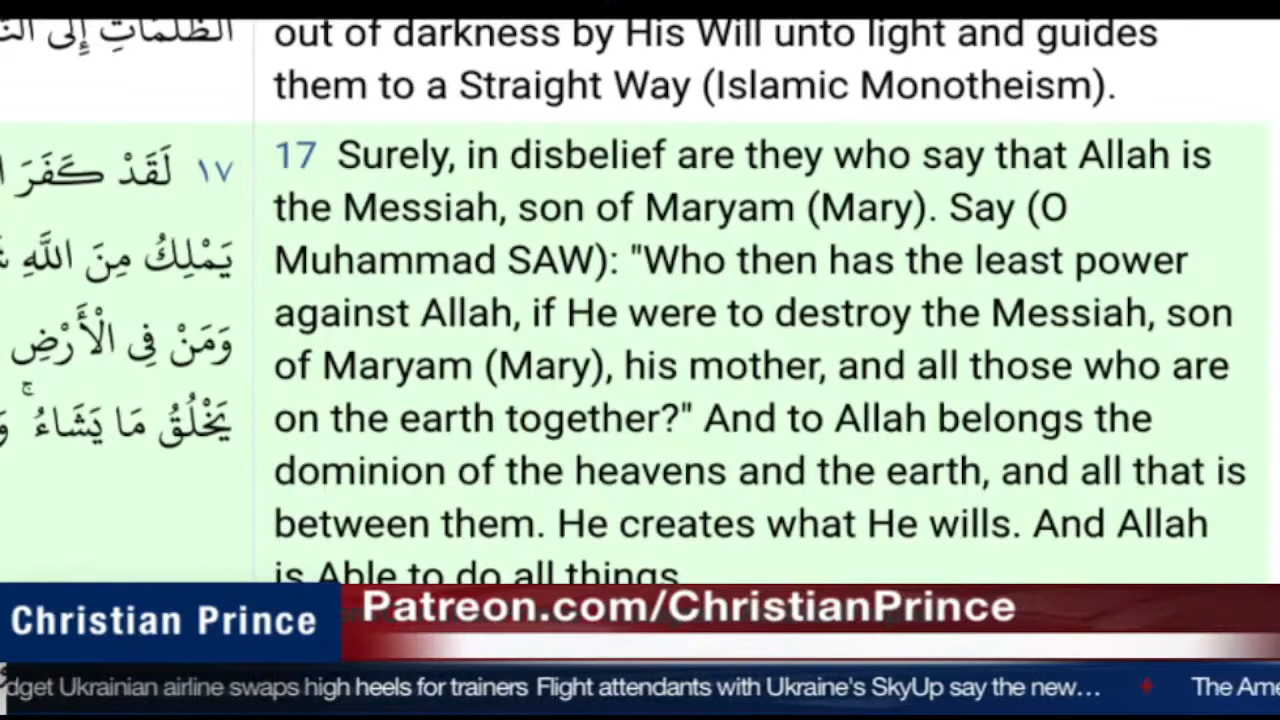 out of darkness by His Will unto light and guides
them to a Straight Way (Islamic Monotheism).
17 Surely, in disbelief are they who say that Allah is
the Messiah, son of Maryam (Mary). Say (O
Muhammad SAW): "Who then has the least power
against Allah, if He were to destroy the Messiah, son
of Maryam (Mary), his mother, and all those who are
on the earth together?" And to Allah belongs the
dominion of the heavens and the earth, and all that is
between them. He creates what He wills. And Allah
is Able to do all things.
الظُّلُمَاتِ إِلَى
١٧ لَقَدْ كَفَرَ
يَمْلِكُ مِنَ اللَّهِ
وَمَنْ فِي الْأَرْضِ
يَخْلُقُ مَا يَشَاءُ ۚ
Christian Prince
Patreon.com/ChristianPrince
dget Ukrainian airline swaps high heels for trainers Flight attendants with Ukraine's SkyUp say the new... The Ame